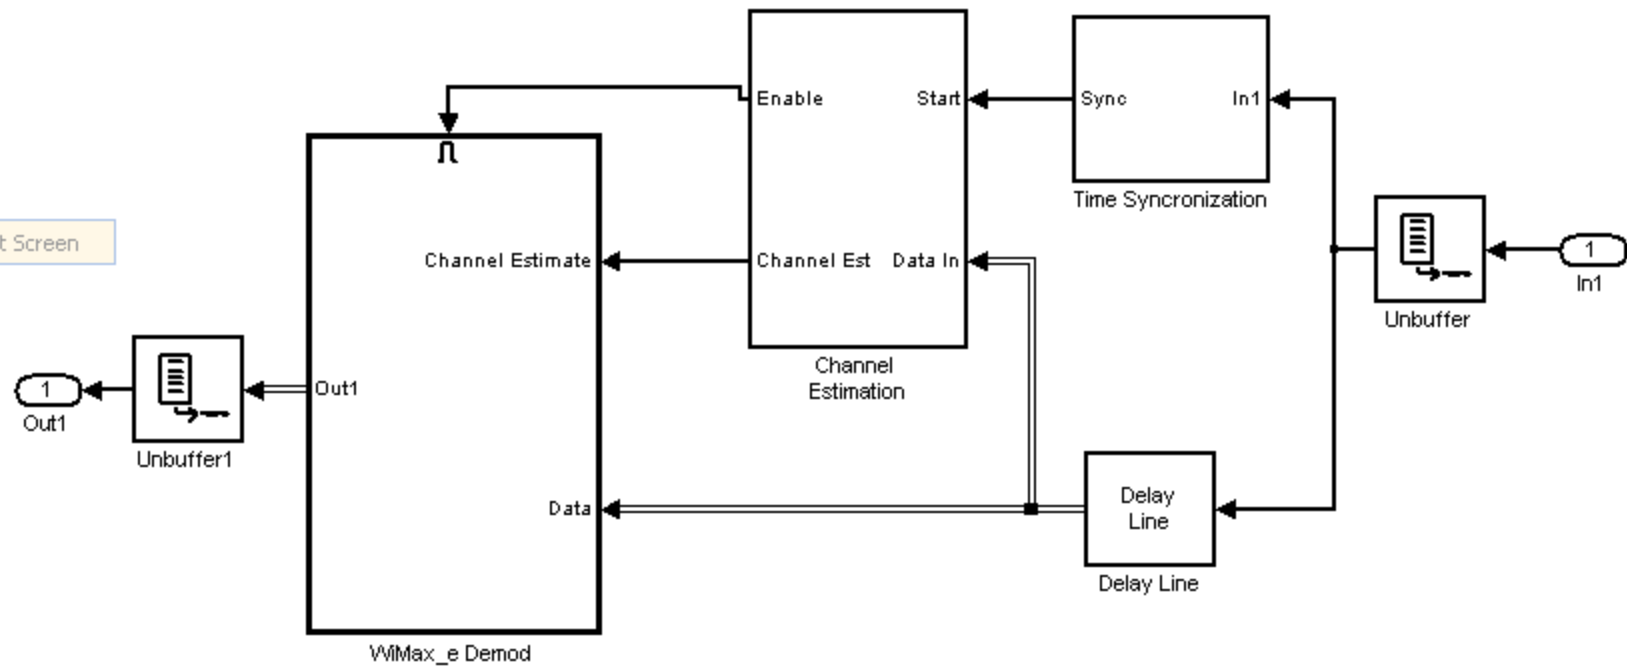 Enable
Start
Sync
In1
Time Syncronization
t Screen
Channel Estimate
Channel Est
Data In
1
In1
Unbuffer
Channel
Estimation
1
Out1
Unbuffer1
Out1
Data
Delay
Line
Delay Line
WiMax_e Demod